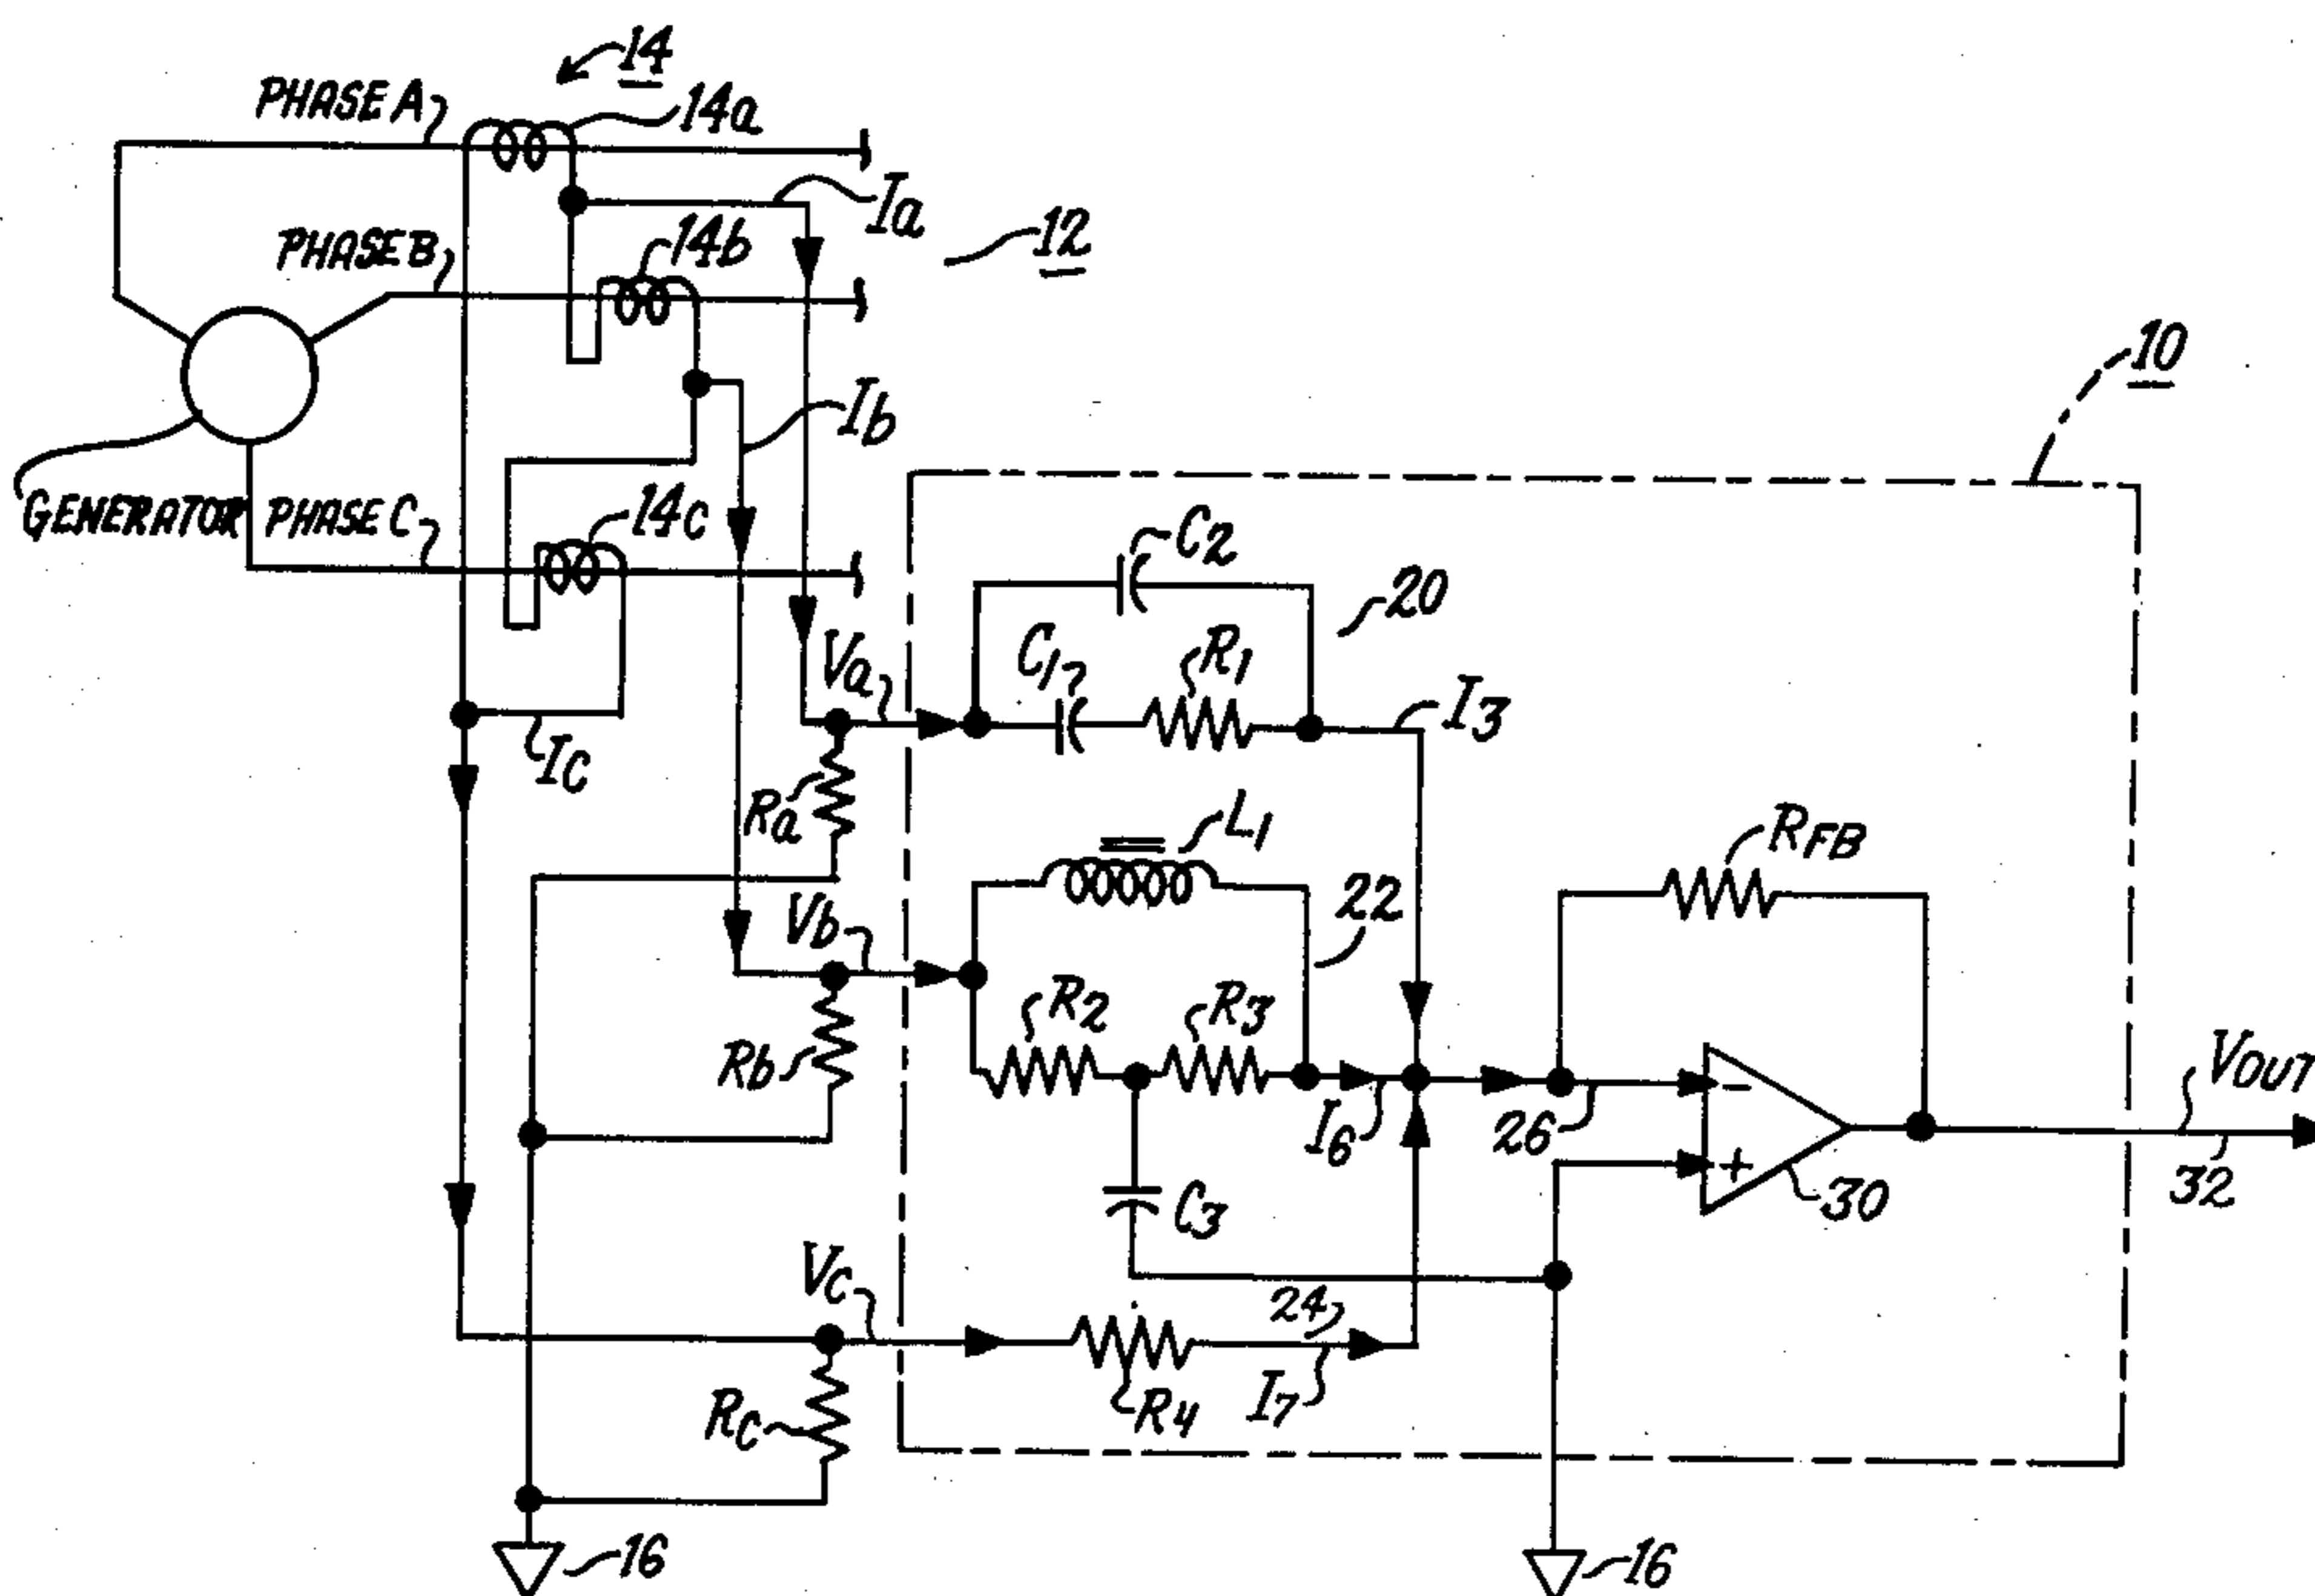 14
PHASE A
14a
Ia
PHASE B
14b
12
10
Ib
GENERATOR
PHASE C
14c
C2
20
C1
R1
Va
I3
Ic
Ra
L1
RFB
22
Vb
R2
R3
Rb
VOUT
I6
26
-
+
30
32
C3
Vc
24
Rc
R4
I7
16
16